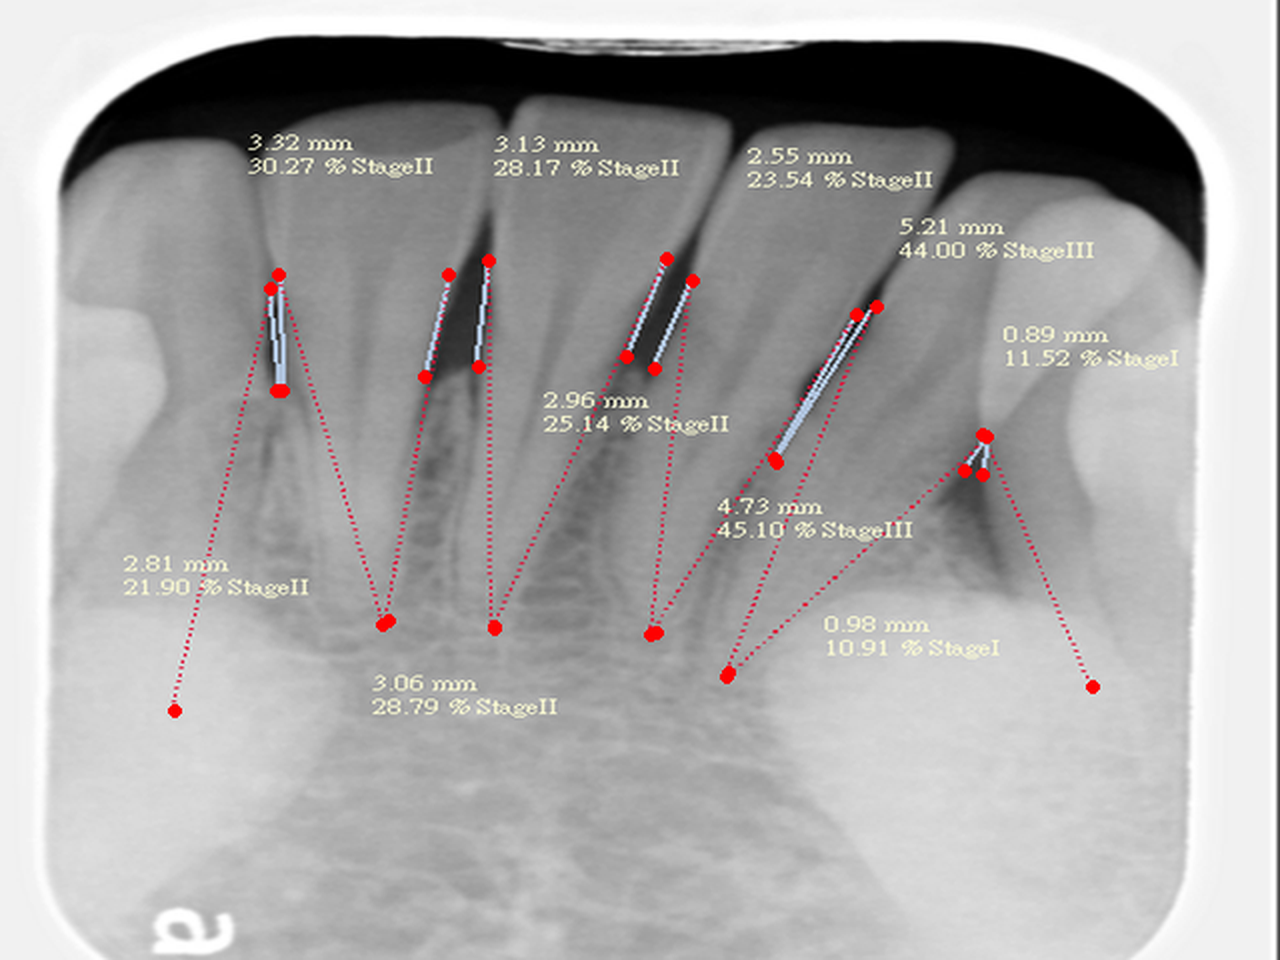 3.32 mm
30.27 % StageII
3.13 mm
28.17 % StageII
2.55 mm
23.54 % StageII
5.21 mm
44.00 % StageIII
0.89 mm
11.52 % StageI
2.96 mm
25.14 % StageII
4.73 mm
45.10 % StageIII
2.81 mm
21.90 % StageII
0.98 mm
10.91 % StageI
3.06 mm
28.79 % StageII
a